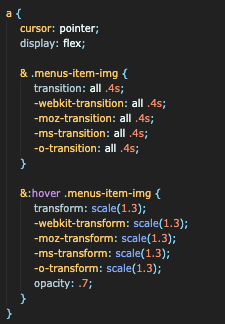 a {
cursor: pointer;
display: flex;
& .menus-item-img {
transition: all .4s;
-webkit-transition: all .4s;
-moz-transition: all .4s;
-ms-transition: all .4s;
-o-transition: all .4s;
}
&:hover .menus-item-img {
transform: scale(1.3);
-webkit-transform: scale(1.3);
-moz-transform: scale(1.3);
-ms-transform: scale(1.3);
-o-transform: scale(1.3);
opacity: .7;
}
}